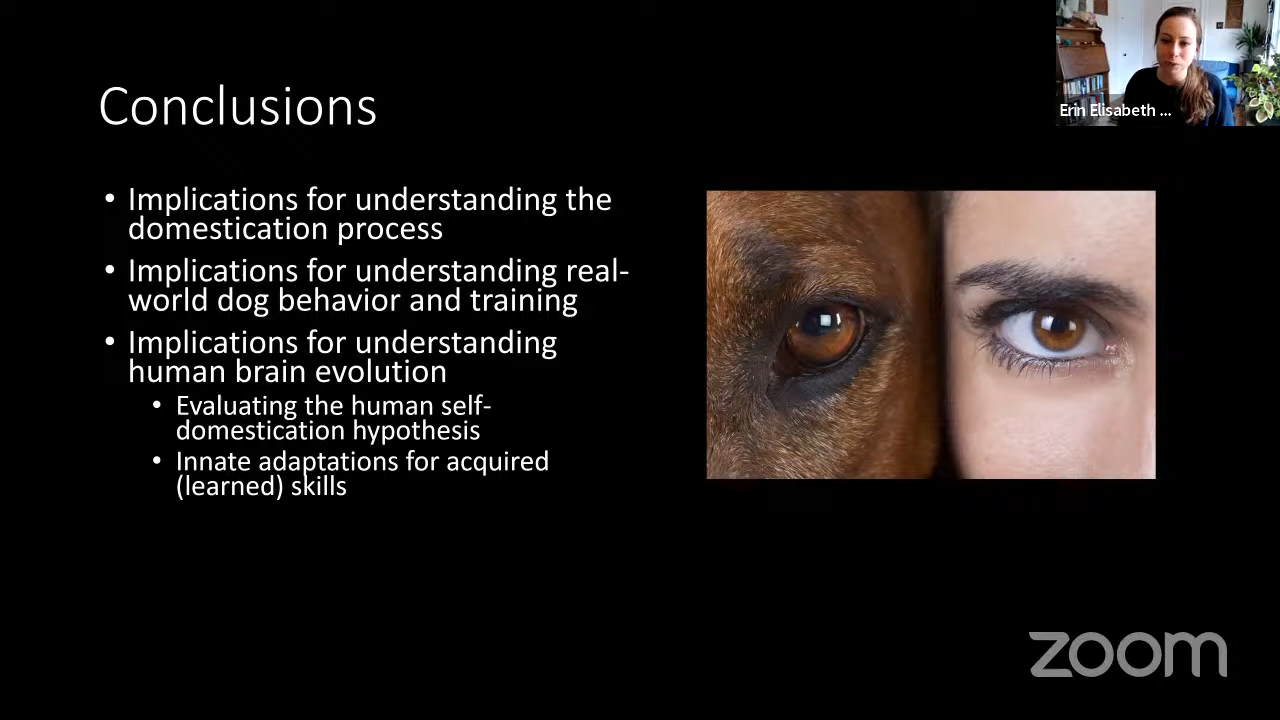 Conclusions
Erin Elisabeth ...
• Implications for understanding the
domestication process
• Implications for understanding real-
world dog behavior and training
• Implications for understanding
human brain evolution
• Evaluating the human self-
domestication hypothesis
• Innate adaptations for acquired
(learned) skills
zoom